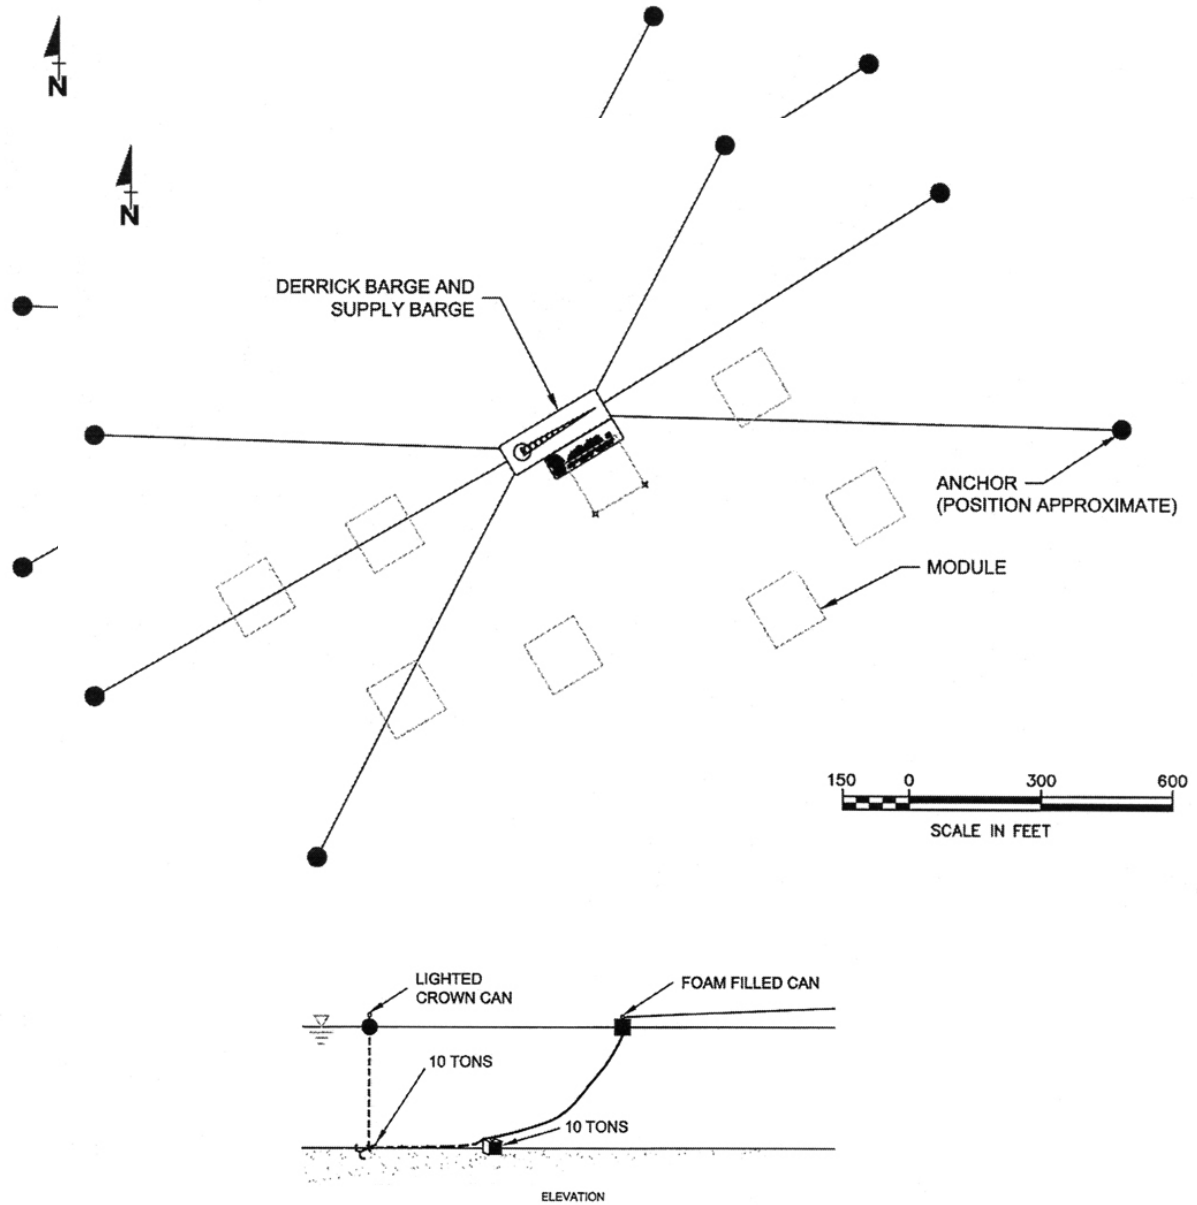 N
N
DERRICK BARGE AND
SUPPLY BARGE
ANCHOR
(POSITION APPROXIMATE)
MODULE
150 0 300 600
SCALE IN FEET
LIGHTED
CROWN CAN
FOAM FILLED CAN
10 TONS
10 TONS
ELEVATION